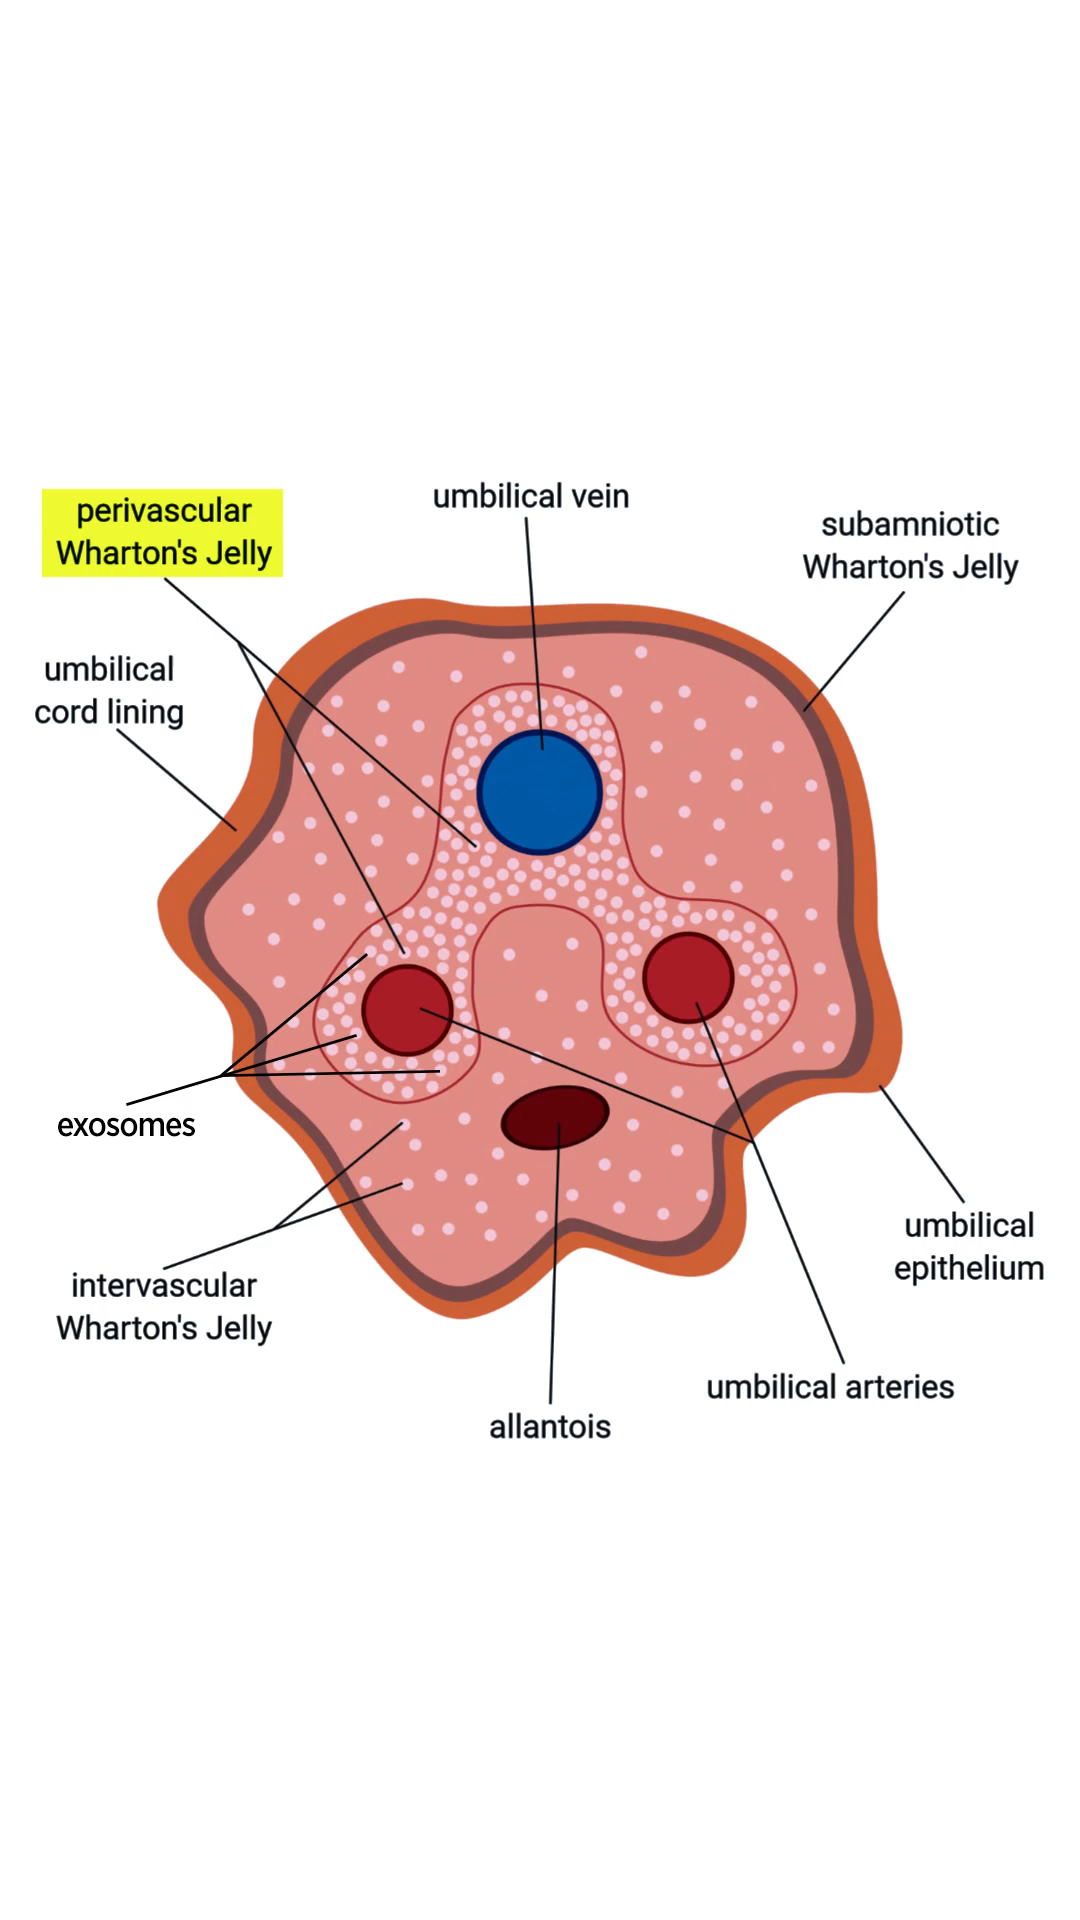 perivascular
Wharton's Jelly
umbilical vein
subamniotic
Wharton's Jelly
umbilical
cord lining
exosomes
intervascular
Wharton's Jelly
umbilical
epithelium
umbilical arteries
allantois